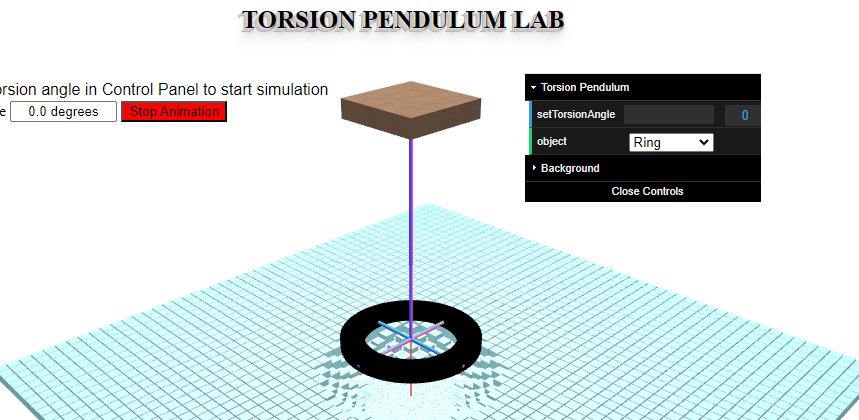 TORSION PENDULUM LAB
orsion angle in Control Panel to start simulation
e 0.0 degrees Stop Animation
Torsion Pendulum
setTorsionAngle 0
object Ring
Background
Close Controls